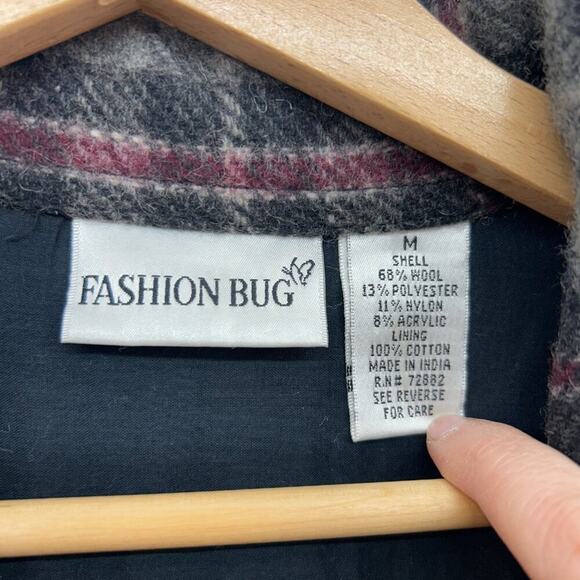 FASHION BUG
M
SHELL
68% WOOL
13% POLYESTER
11% NYLON
8% ACRYLIC
LINING
100% COTTON
MADE IN INDIA
R.N# 72882
SEE REVERSE
FOR CARE